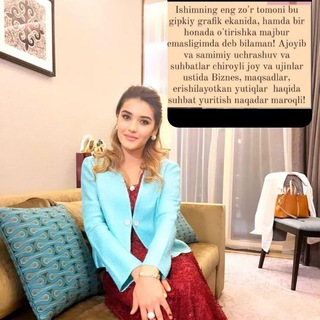 Ishimning eng zo'r tomoni bu
gipkiy grafik ekanida, hamda bir
honada o'tirishka majbur
emasligimda deb bilaman! Ajoyib
va samimiy uchrashuv va
suhbatlar chiroyli joy va ujinlar
ustida Biznes, maqsadlar,
erishilayotkan yutiqlar haqida
suhbat yuritish naqadar maroqli!